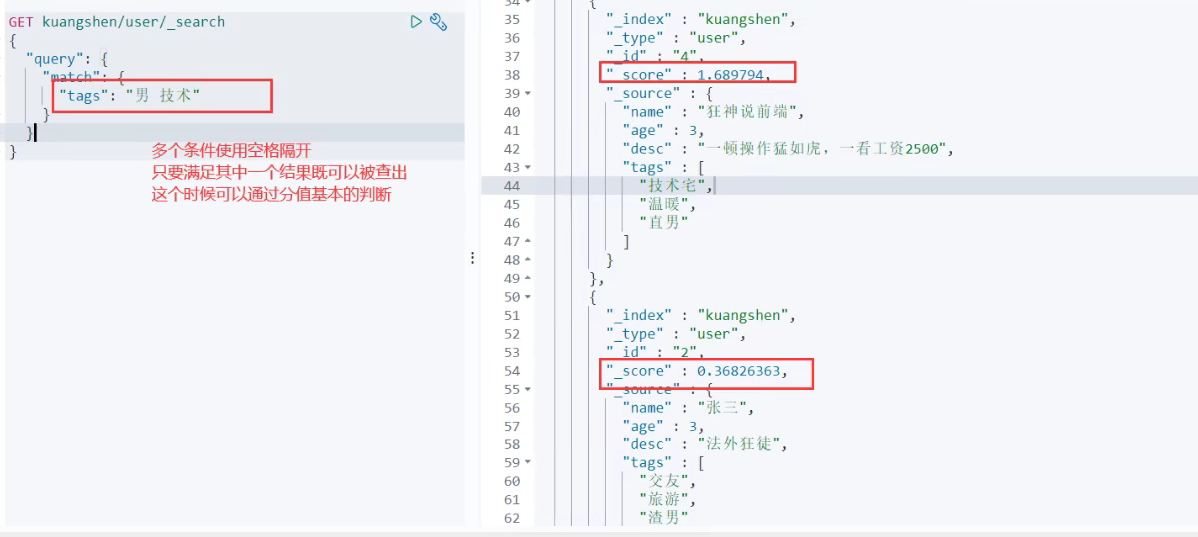 GET kuangshen/user/_search
{
"query": {
"match": {
"tags": "男 技术"
}
}
}
多个条件使用空格隔开
只要满足其中一个结果既可以被查出
这个时候可以通过分值基本的判断
34 {
35 "_index" : "kuangshen",
36 "_type" : "user",
37 "_id" : "4",
38 "_score" : 1.689794,
39 "_source" : {
40 "name" : "狂神说前端",
41 "age" : 3,
42 "desc" : "一顿操作猛如虎，一看工资2500",
43 "tags" : [
44 "技术宅",
45 "温暖",
46 "直男"
47 ]
48 }
49 },
50 {
51 "_index" : "kuangshen",
52 "_type" : "user",
53 "_id" : "2",
54 "_score" : 0.36826363,
55 "_source" : {
56 "name" : "张三",
57 "age" : 3,
58 "desc" : "法外狂徒",
59 "tags" : [
60 "交友",
61 "旅游",
62 "渣男"